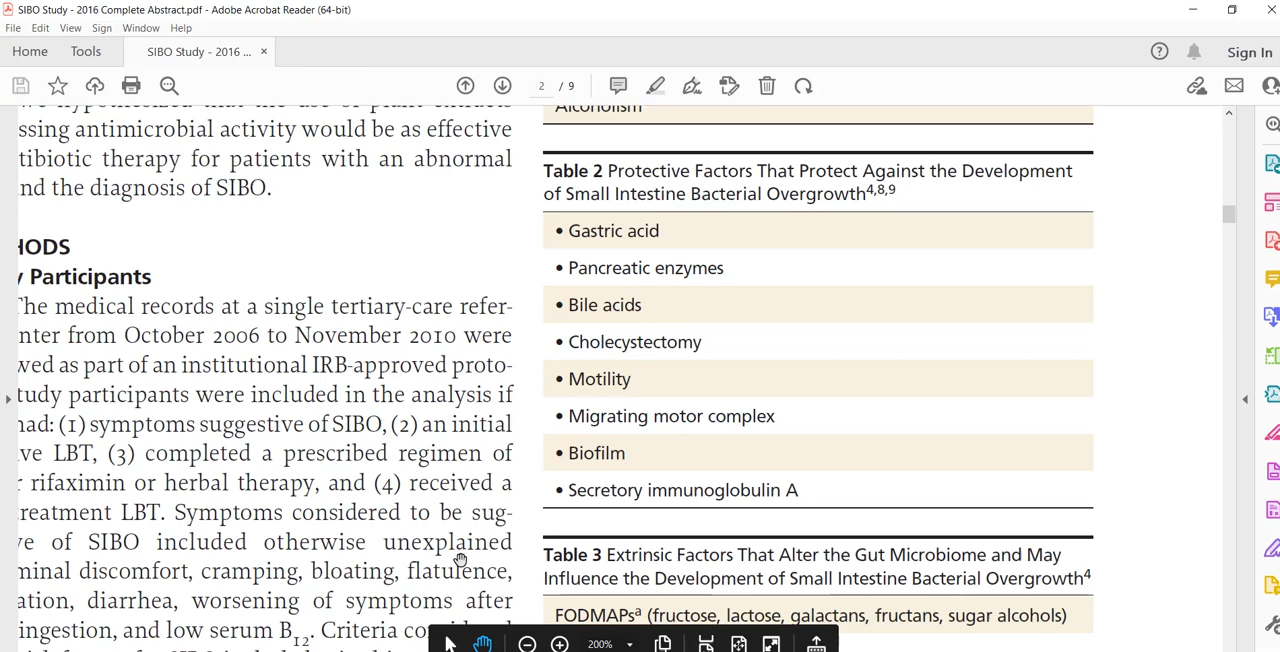 SIBO Study - 2016 Complete Abstract.pdf - Adobe Acrobat Reader (64-bit)
File Edit View Sign Window Help
Home Tools SIBO Study - 2016 ... × Sign In
2 / 9
ssing antimicrobial activity would be as effective
tibiotic therapy for patients with an abnormal
nd the diagnosis of SIBO.
HODS
y Participants
The medical records at a single tertiary-care refer-
nter from October 2006 to November 2010 were
wed as part of an institutional IRB-approved proto-
tudy participants were included in the analysis if
had: (1) symptoms suggestive of SIBO, (2) an initial
ve LBT, (3) completed a prescribed regimen of
r rifaximin or herbal therapy, and (4) received a
treatment LBT. Symptoms considered to be sug-
ve of SIBO included otherwise unexplained
minal discomfort, cramping, bloating, flatulence,
ation, diarrhea, worsening of symptoms after
ingestion, and low serum B12. Criteria
Alcoholism
Table 2 Protective Factors That Protect Against the Development
of Small Intestine Bacterial Overgrowth4,8,9
• Gastric acid
• Pancreatic enzymes
• Bile acids
• Cholecystectomy
• Motility
• Migrating motor complex
• Biofilm
• Secretory immunoglobulin A
Table 3 Extrinsic Factors That Alter the Gut Microbiome and May
Influence the Development of Small Intestine Bacterial Overgrowth4
FODMAPsa (fructose, lactose, galactans, fructans, sugar alcohols)
200%